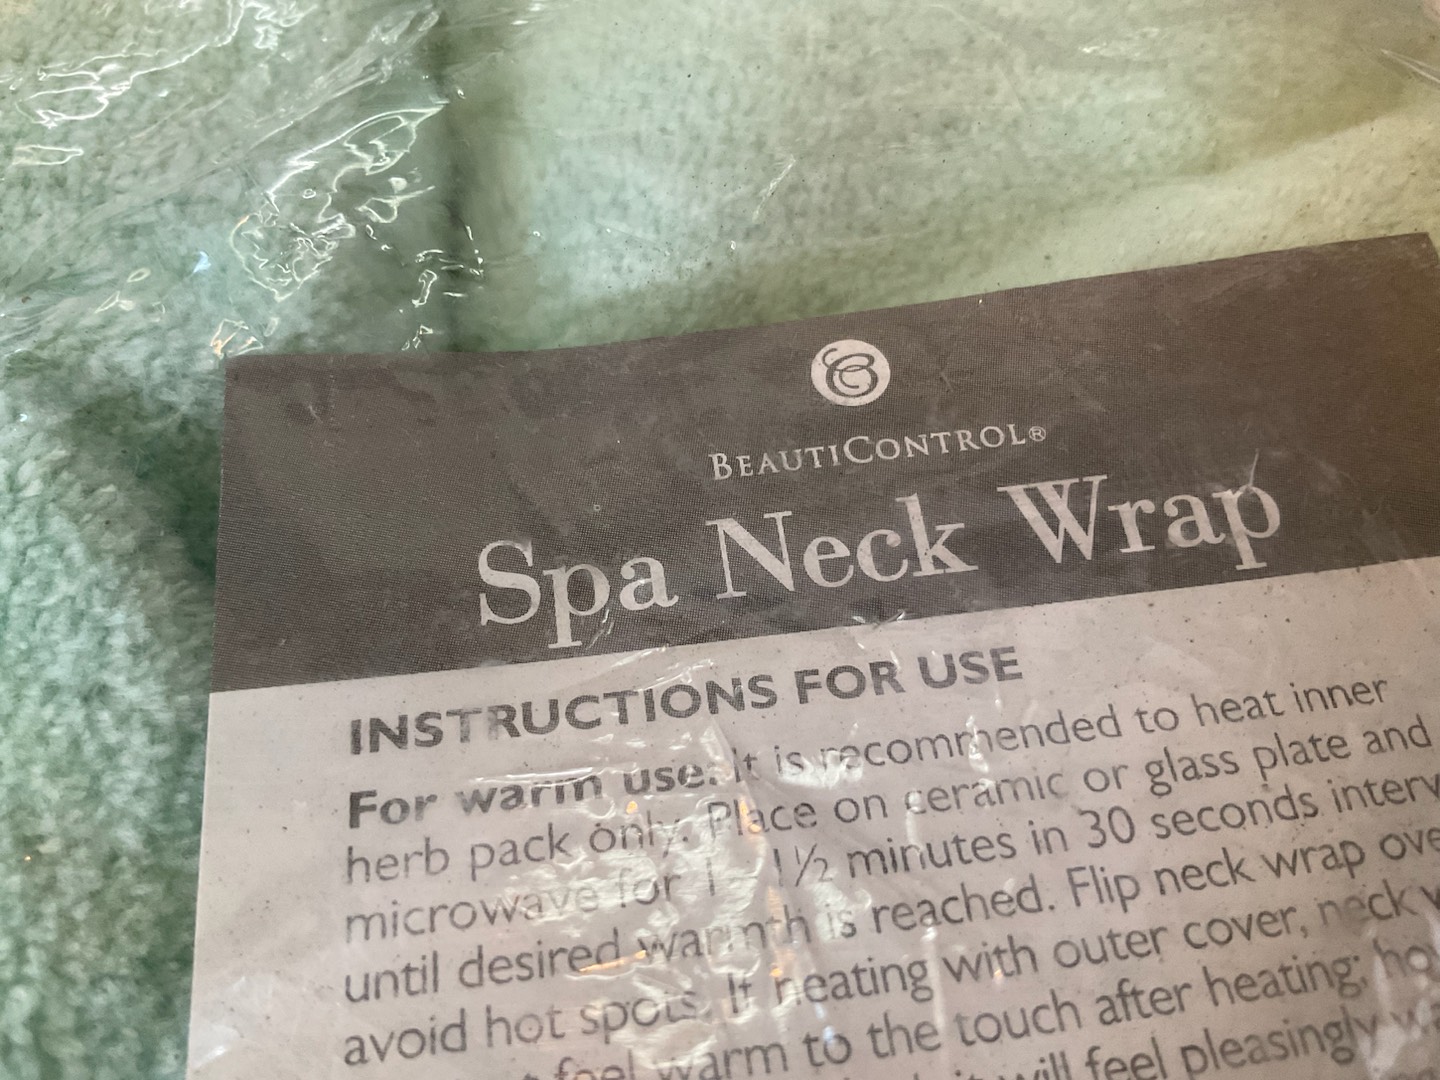 BEAUTICONTROL®
Spa Neck Wrap
INSTRUCTIONS FOR USE
For warm use: It is recommended to heat inner
herb pack only. Place on ceramic or glass plate and
microwave for 1 - 1½ minutes in 30 seconds
until desired warmth is reached. Flip neck wrap
avoid hot spots. If heating with outer cover, neck
feel warm to the touch after heating;
will feel pleasingly